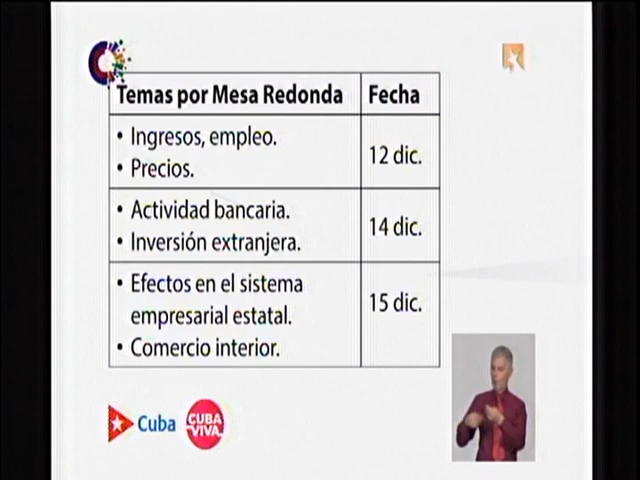 Temas por Mesa Redonda Fecha
• Ingresos, empleo.
• Precios.
12 dic.
• Actividad bancaria.
• Inversión extranjera.
14 dic.
• Efectos en el sistema
empresarial estatal.
• Comercio interior.
15 dic.
Cuba
CUBA
VIVA